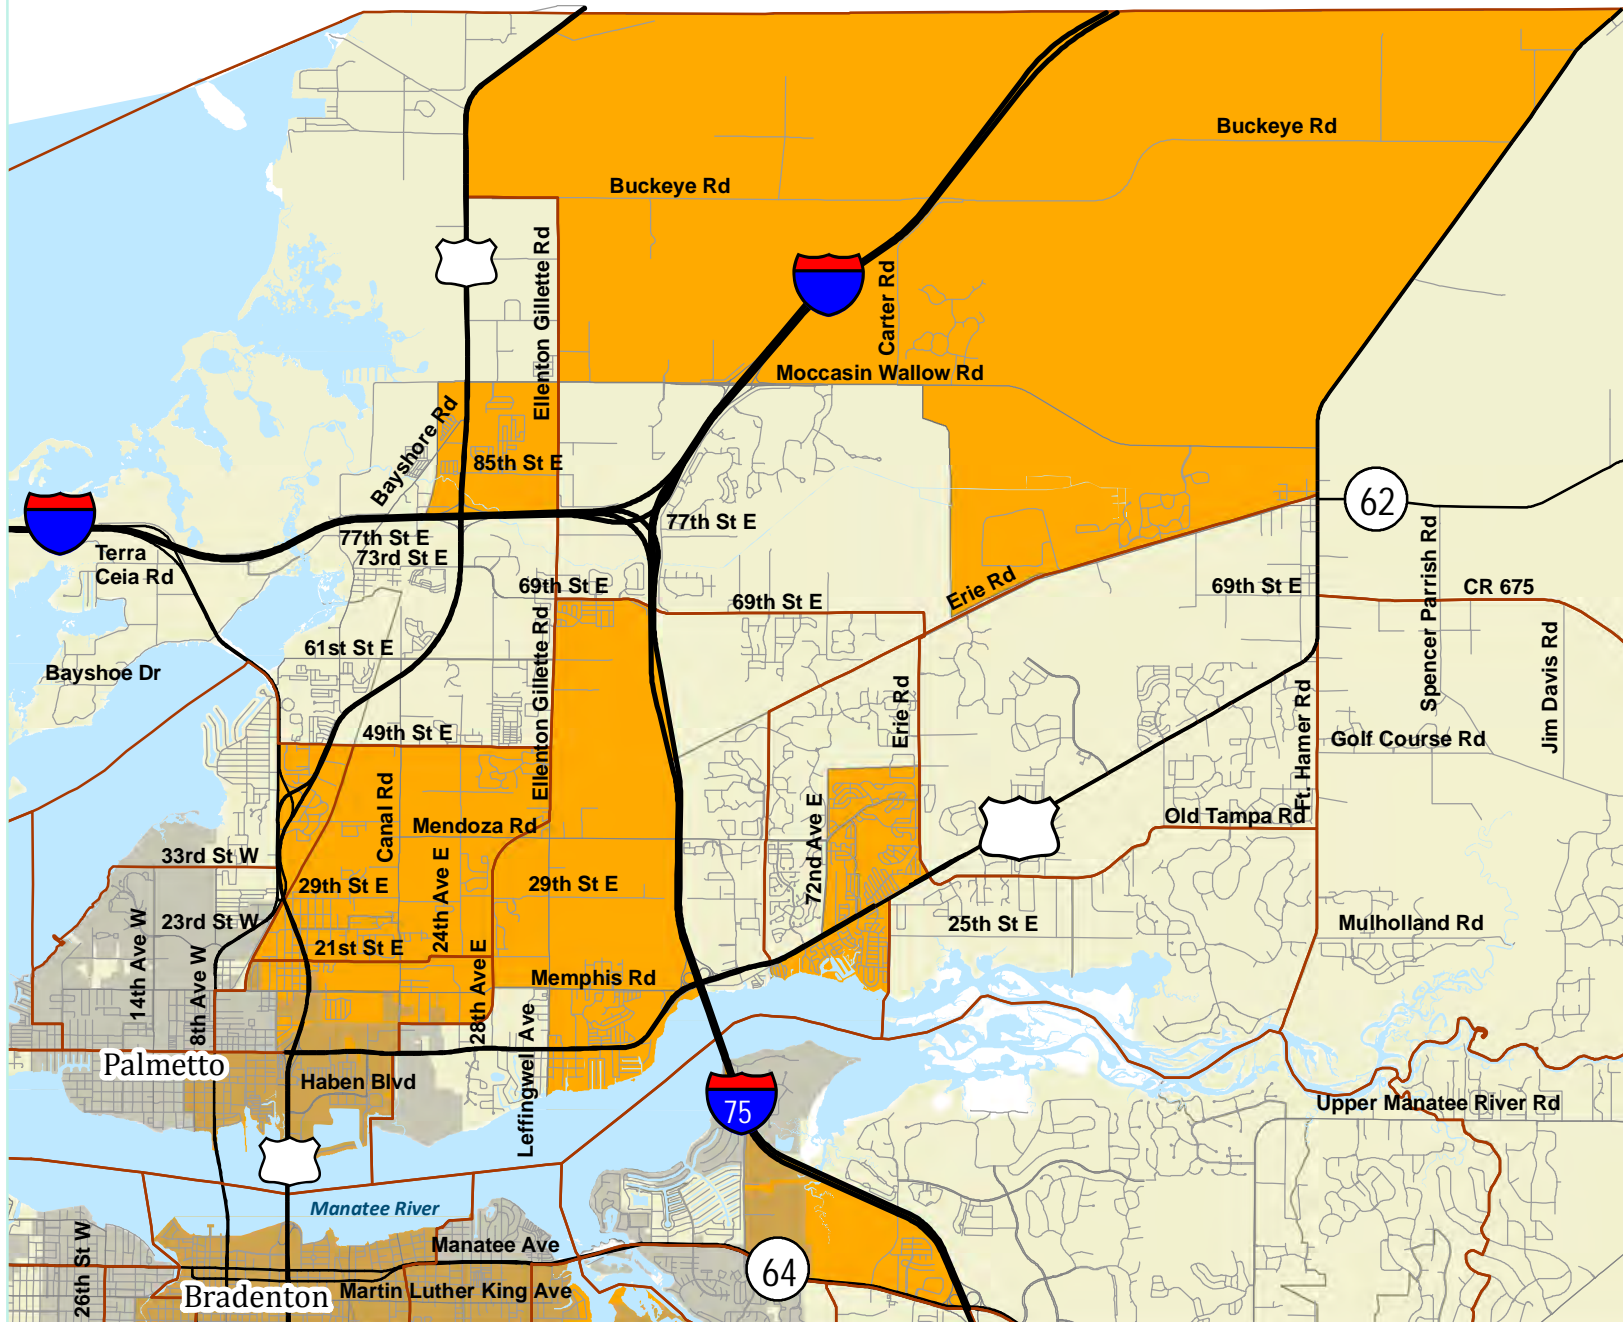 Buckeye Rd
Buckeye Rd
Ellenton Gillette Rd
Carter Rd
Moccasin Wallow Rd
Bayshore Rd
85th St E
62
77th St E
77th St E
73rd St E
Terra
Ceia Rd
69th St E
69th St E
Erie Rd
69th St E
CR 675
Spencer Parrish Rd
Jim Davis Rd
61st St E
Bayshoe Dr
Ellenton Gillette Rd
Erie Rd
Ft. Hamer Rd
49th St E
Golf Course Rd
Canal Rd
Mendoza Rd
72nd Ave E
Old Tampa Rd
33rd St W
29th St E
29th St E
24th Ave E
23rd St W
14th Ave W
8th Ave W
21st St E
25th St E
Mulholland Rd
28th Ave E
Memphis Rd
Leffingwell Ave
Palmetto
Haben Blvd
75
Upper Manatee River Rd
Manatee River
26th St W
Manatee Ave
64
Bradenton
Martin Luther King Ave